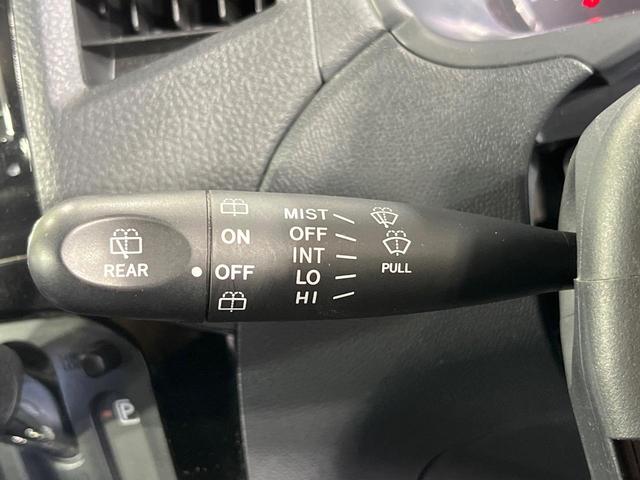 REAR
ON
OFF
MIST
OFF
INT
LO
HI
PULL
P